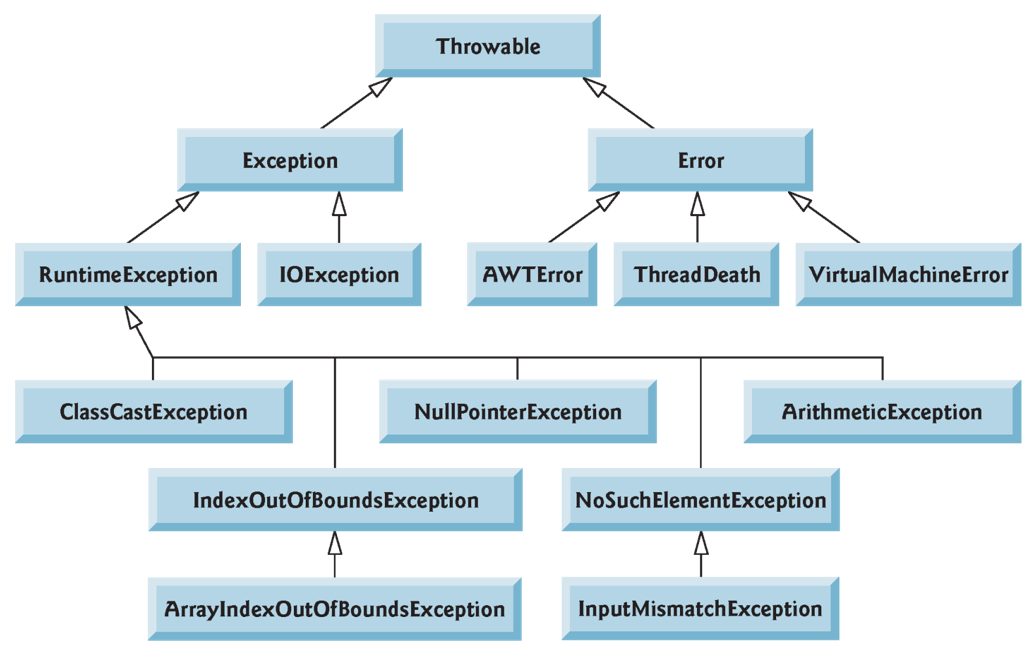 Throwable
Exception
Error
RuntimeException
IOException
AWTError
ThreadDeath
VirtualMachineError
ClassCastException
NullPointerException
ArithmeticException
IndexOutOfBoundsException
NoSuchElementException
ArrayIndexOutOfBoundsException
InputMismatchException